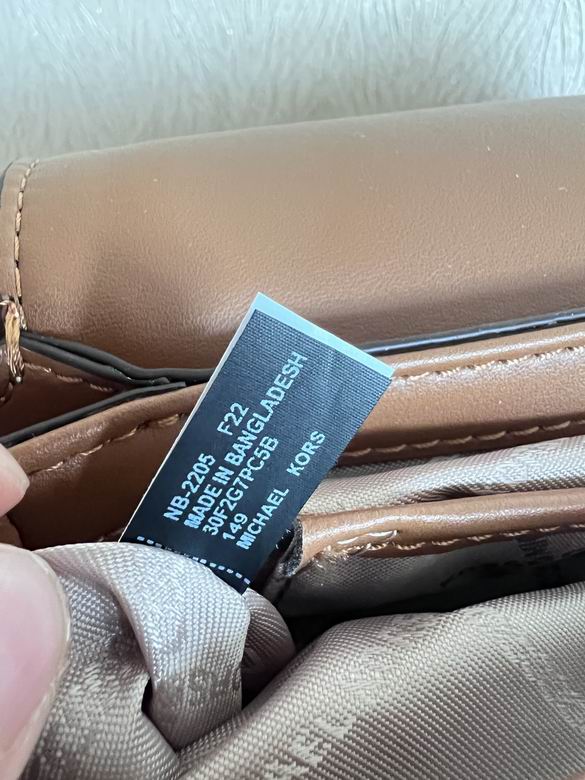 NB-2205 F22
MADE IN BANGLADESH
30F2G7PC5B
149
MICHAEL KORS